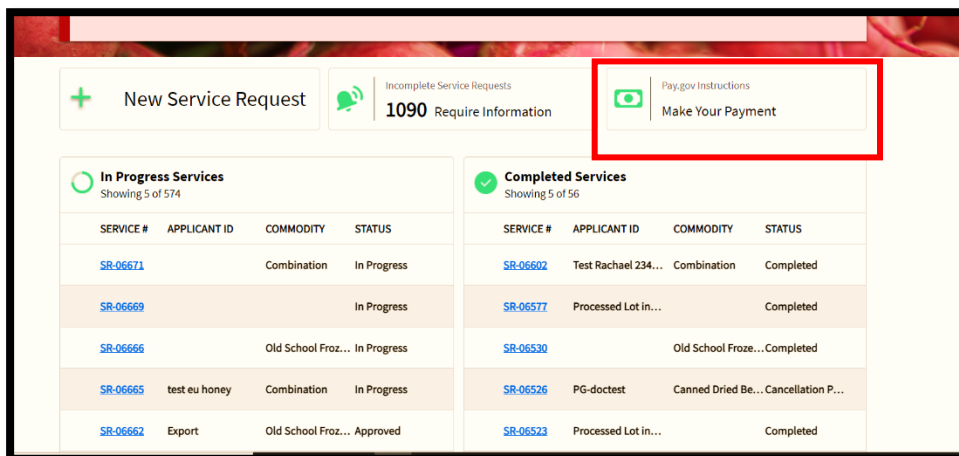 New Service Request
Incomplete Service Requests
1090 Require Information
Pay.gov Instructions
Make Your Payment
In Progress Services
Showing 5 of 574
SERVICE # APPLICANT ID COMMODITY STATUS
SR-06671 Combination In Progress
SR-06669 In Progress
SR-06666 Old School Froz... In Progress
SR-06665 test eu honey Combination In Progress
SR-06662 Export Old School Froz... Approved
Completed Services
Showing 5 of 56
SERVICE # APPLICANT ID COMMODITY STATUS
SR-06602 Test Rachael 234... Combination Completed
SR-06577 Processed Lot in... Completed
SR-06530 Old School Froze... Completed
SR-06526 PG-doctest Canned Dried Be... Cancellation P...
SR-06523 Processed Lot in... Completed